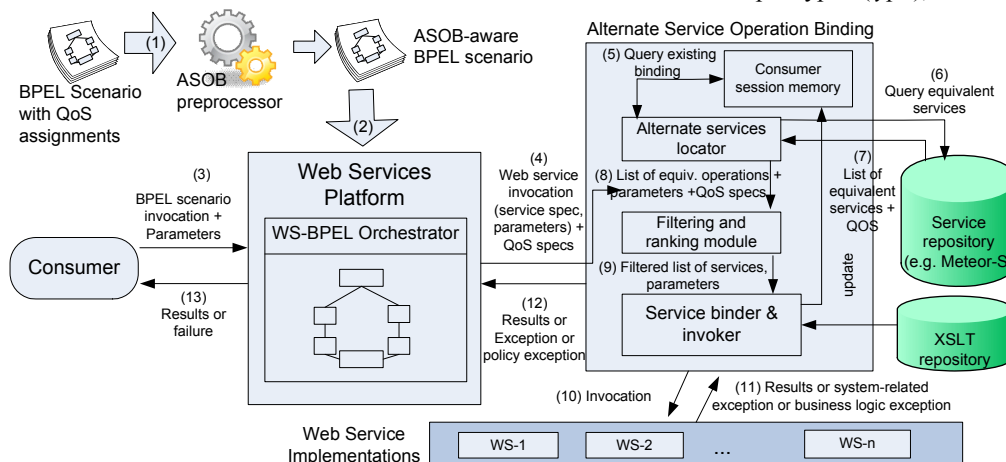 Alternate Service Operation Binding
(1)
BPEL Scenario
with QoS
assignments
ASOB
preprocessor
ASOB-aware
BPEL scenario
(2)
(3)
BPEL scenario
invocation +
Parameters
Consumer
(13)
Results or
failure
Web Services
Platform
WS-BPEL Orchestrator
(4)
Web service
invocation
(service spec,
parameters) +
QoS specs
(12)
Results or
Exception or
policy exception
(5) Query existing
binding
Consumer
session memory
Alternate services
locator
(8) List of equiv. operations +
parameters +QoS specs
Filtering and
ranking module
(9) Filtered list of services,
parameters
Service binder &
invoker
update
(6)
Query equivalent
services
(7)
List of
equivalent
services +
QOS
Service
repository
(e.g. Meteor-S
XSLT
repository
(10) Invocation
(11) Results or system-related
exception or business logic exception
Web Service
Implementations
WS-1
WS-2
...
WS-n